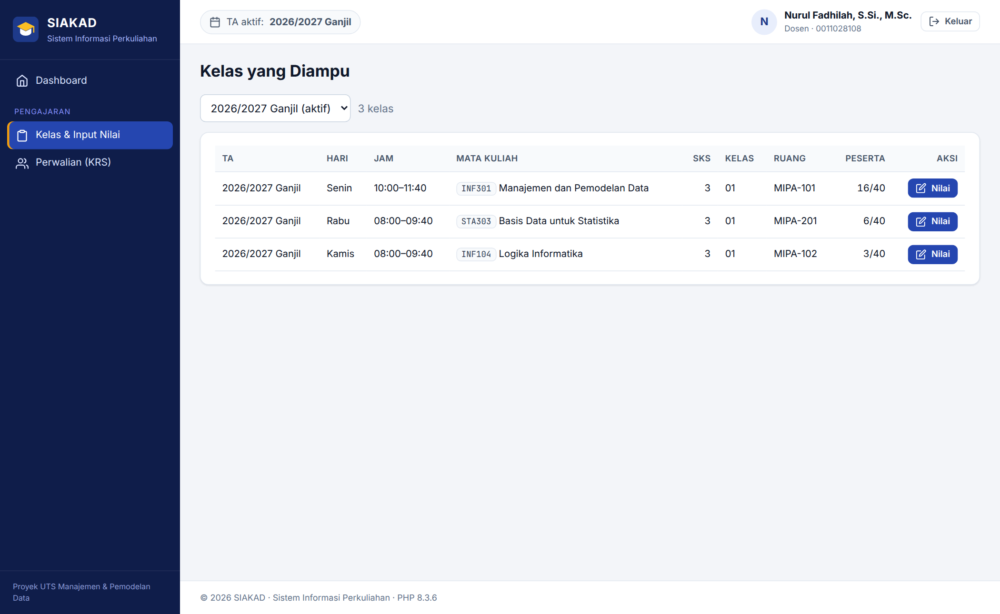 SIAKAD
Sistem Informasi Perkuliahan
Dashboard
PENGAJARAN
Kelas & Input Nilai
Perwalian (KRS)
Proyek UTS Manajemen & Pemodelan
Data
TA aktif: 2026/2027 Ganjil
N
Nurul Fadhilah, S.Si., M.Sc.
Dosen · 0011028108
Keluar
Kelas yang Diampu
2026/2027 Ganjil (aktif)
3 kelas
TA HARI JAM MATA KULIAH SKS KELAS RUANG PESERTA AKSI
2026/2027 Ganjil Senin 10:00–11:40 INF301 Manajemen dan Pemodelan Data 3 01 MIPA-101 16/40 Nilai
2026/2027 Ganjil Rabu 08:00–09:40 STA303 Basis Data untuk Statistika 3 01 MIPA-201 6/40 Nilai
2026/2027 Ganjil Kamis 08:00–09:40 INF104 Logika Informatika 3 01 MIPA-102 3/40 Nilai
© 2026 SIAKAD · Sistem Informasi Perkuliahan · PHP 8.3.6